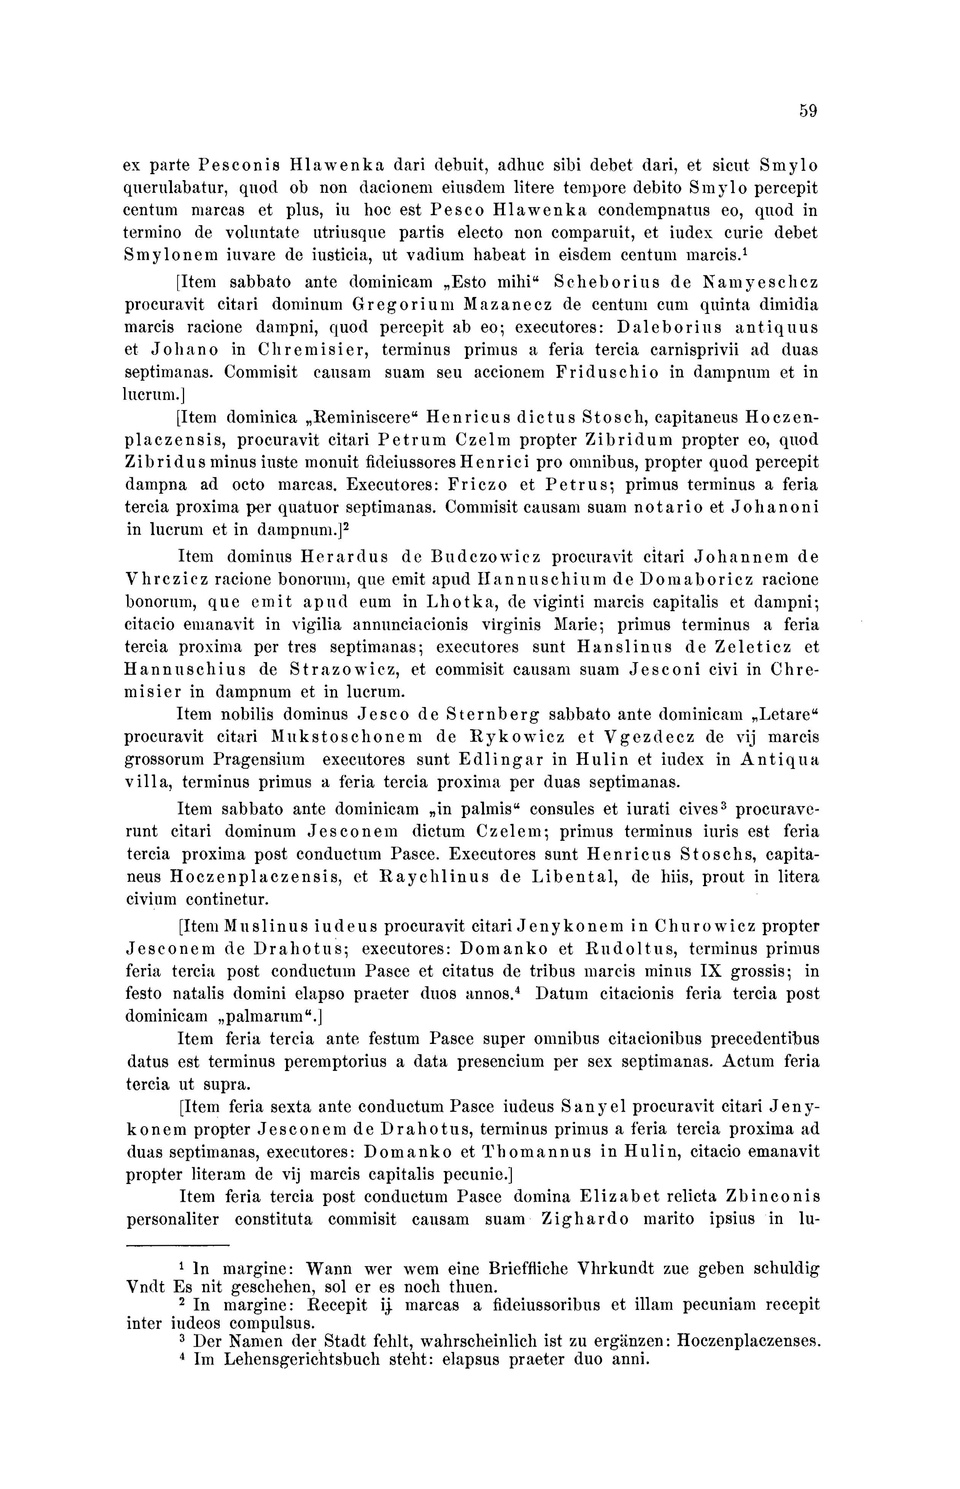 59
ex parte Pesconis Hlawenka dari debuit, adhuc sibi debet dari, et sicut Smylo
querulabatur, quod ob non dacionem eiusdem litere tempore debito Smylo percepit
centum marcas et plus, in hoc est Pesco Hlawenka condempnatus eo, quod in
termino de voluntate utriusque partis electo non comparuit, et iudex curie debet
Smylonem iuvare de iusticia, ut vadium habeat in eisdem centum marcis.¹
[Item sabbato ante dominicam „Esto mihi“ Scheborius de Namyeschcz
procuravit citari dominum Gregorium Mazanecz de centum cum quinta dimidia
marcis racione dampni, quod percepit ab eo; executores: Daleborius antiquus
et Johano in Chremisier, terminus primus a feria tercia carnisprivii ad duas
septimanas. Commisit causam suam seu accionem Friduschio in dampnum et in
lucrum.]
[Item dominica „Reminiscere“ Henricus dictus Stosch, capitaneus Hoczen-
placzensis, procuravit citari Petrum Czelm propter Zibridum propter eo, quod
Zibridus minus iuste monuit fideiussores Henrici pro omnibus, propter quod percepit
dampna ad octo marcas. Executores: Friczo et Petrus; primus terminus a feria
tercia proxima per quatuor septimanas. Commisit causam suam notario et Johanoni
in lucrum et in dampnum.]²
Item dominus Herardus de Budczowicz procuravit citari Johannem de
Vhrczicz racione bonorum, que emit apud Hannuschium de Domaboricz racione
bonorum, que emit apud eum in Lhotka, de viginti marcis capitalis et dampni;
citacio emanavit in vigilia annunciacionis virginis Marie; primus terminus a feria
tercia proxima per tres septimanas; executores sunt Hanslinus de Zeleticz et
Hannuschius de Strazowicz, et commisit causam suam Jesconi civi in Chre-
misier in dampnum et in lucrum.
Item nobilis dominus Jesco de Sternberg sabbato ante dominicam „Letare“
procuravit citari Mukstoschonem de Rykowicz et Vgezdecz de vij marcis
grossorum Pragensium executores sunt Edlingar in Hulin et iudex in Antiqua
villa, terminus primus a feria tercia proxima per duas septimanas.
Item sabbato ante dominicam „in palmis“ consules et iurati cives³ procurave-
runt citari dominum Jesconem dictum Czelem; primus terminus iuris est feria
tercia proxima post conductum Pasce. Executores sunt Henricus Stoschs, capita-
neus Hoczenplaczensis, et Raychlinus de Libental, de hiis, prout in litera
civium continetur.
[Item Muslinus iudeus procuravit citari Jenykonem in Churowicz propter
Jesconem de Drahotus; executores: Domanko et Rudoltus, terminus primus
feria tercia post conductum Pasce et citatus de tribus marcis minus IX grossis; in
festo natalis domini elapso praeter duos annos.⁴ Datum citacionis feria tercia post
dominicam „palmarum“.]
Item feria tercia ante festum Pasce super omnibus citacionibus precedentibus
datus est terminus peremptorius a data presencium per sex septimanas. Actum feria
tercia ut supra.
[Item feria sexta ante conductum Pasce iudeus Sanyel procuravit citari Jeny-
konem propter Jesconem de Drahotus, terminus primus a feria tercia proxima ad
duas septimanas, executores: Domanko et Thomannus in Hulin, citacio emanavit
propter literam de vij marcis capitalis pecunie.]
Item feria tercia post conductum Pasce domina Elizabet relicta Zbinconis
personaliter constituta commisit causam suam Zighardo marito ipsius in lu-
¹ In margine: Wann wer wem eine Brieffliche Vhrkundt zue geben schuldig
Vndt Es nit geschehen, sol er es noch thuen.
² In margine: Recepit ij marcas a fideiussoribus et illam pecuniam recepit
inter iudeos compulsus.
³ Der Namen der Stadt fehlt, wahrscheinlich ist zu ergänzen: Hoczenplaczenses.
⁴ Im Lehensgerichtsbuch steht: elapsus praeter duo anni.